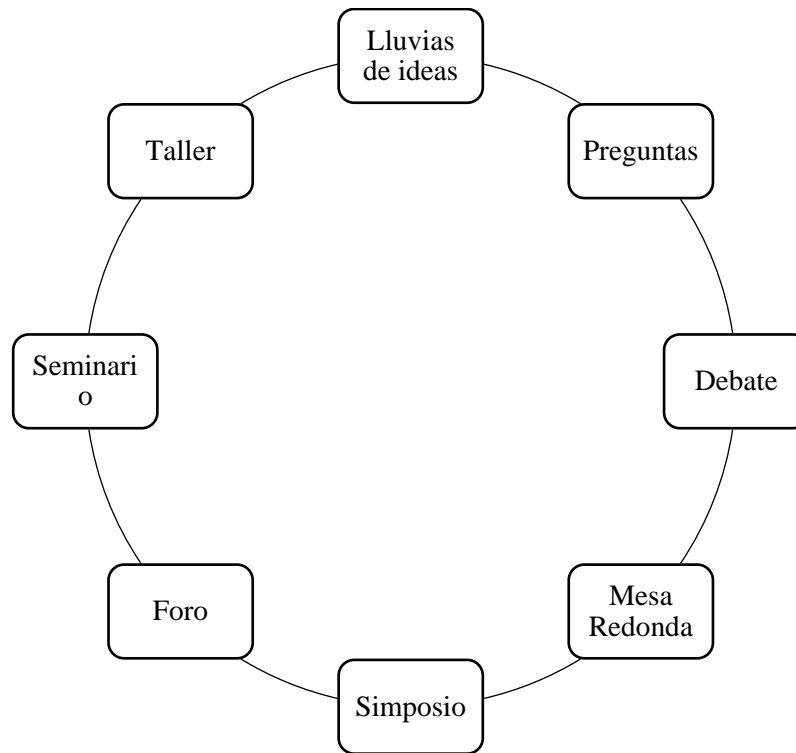 Lluvias
de ideas
Preguntas
Debate
Mesa
Redonda
Simposio
Foro
Seminari
o
Taller